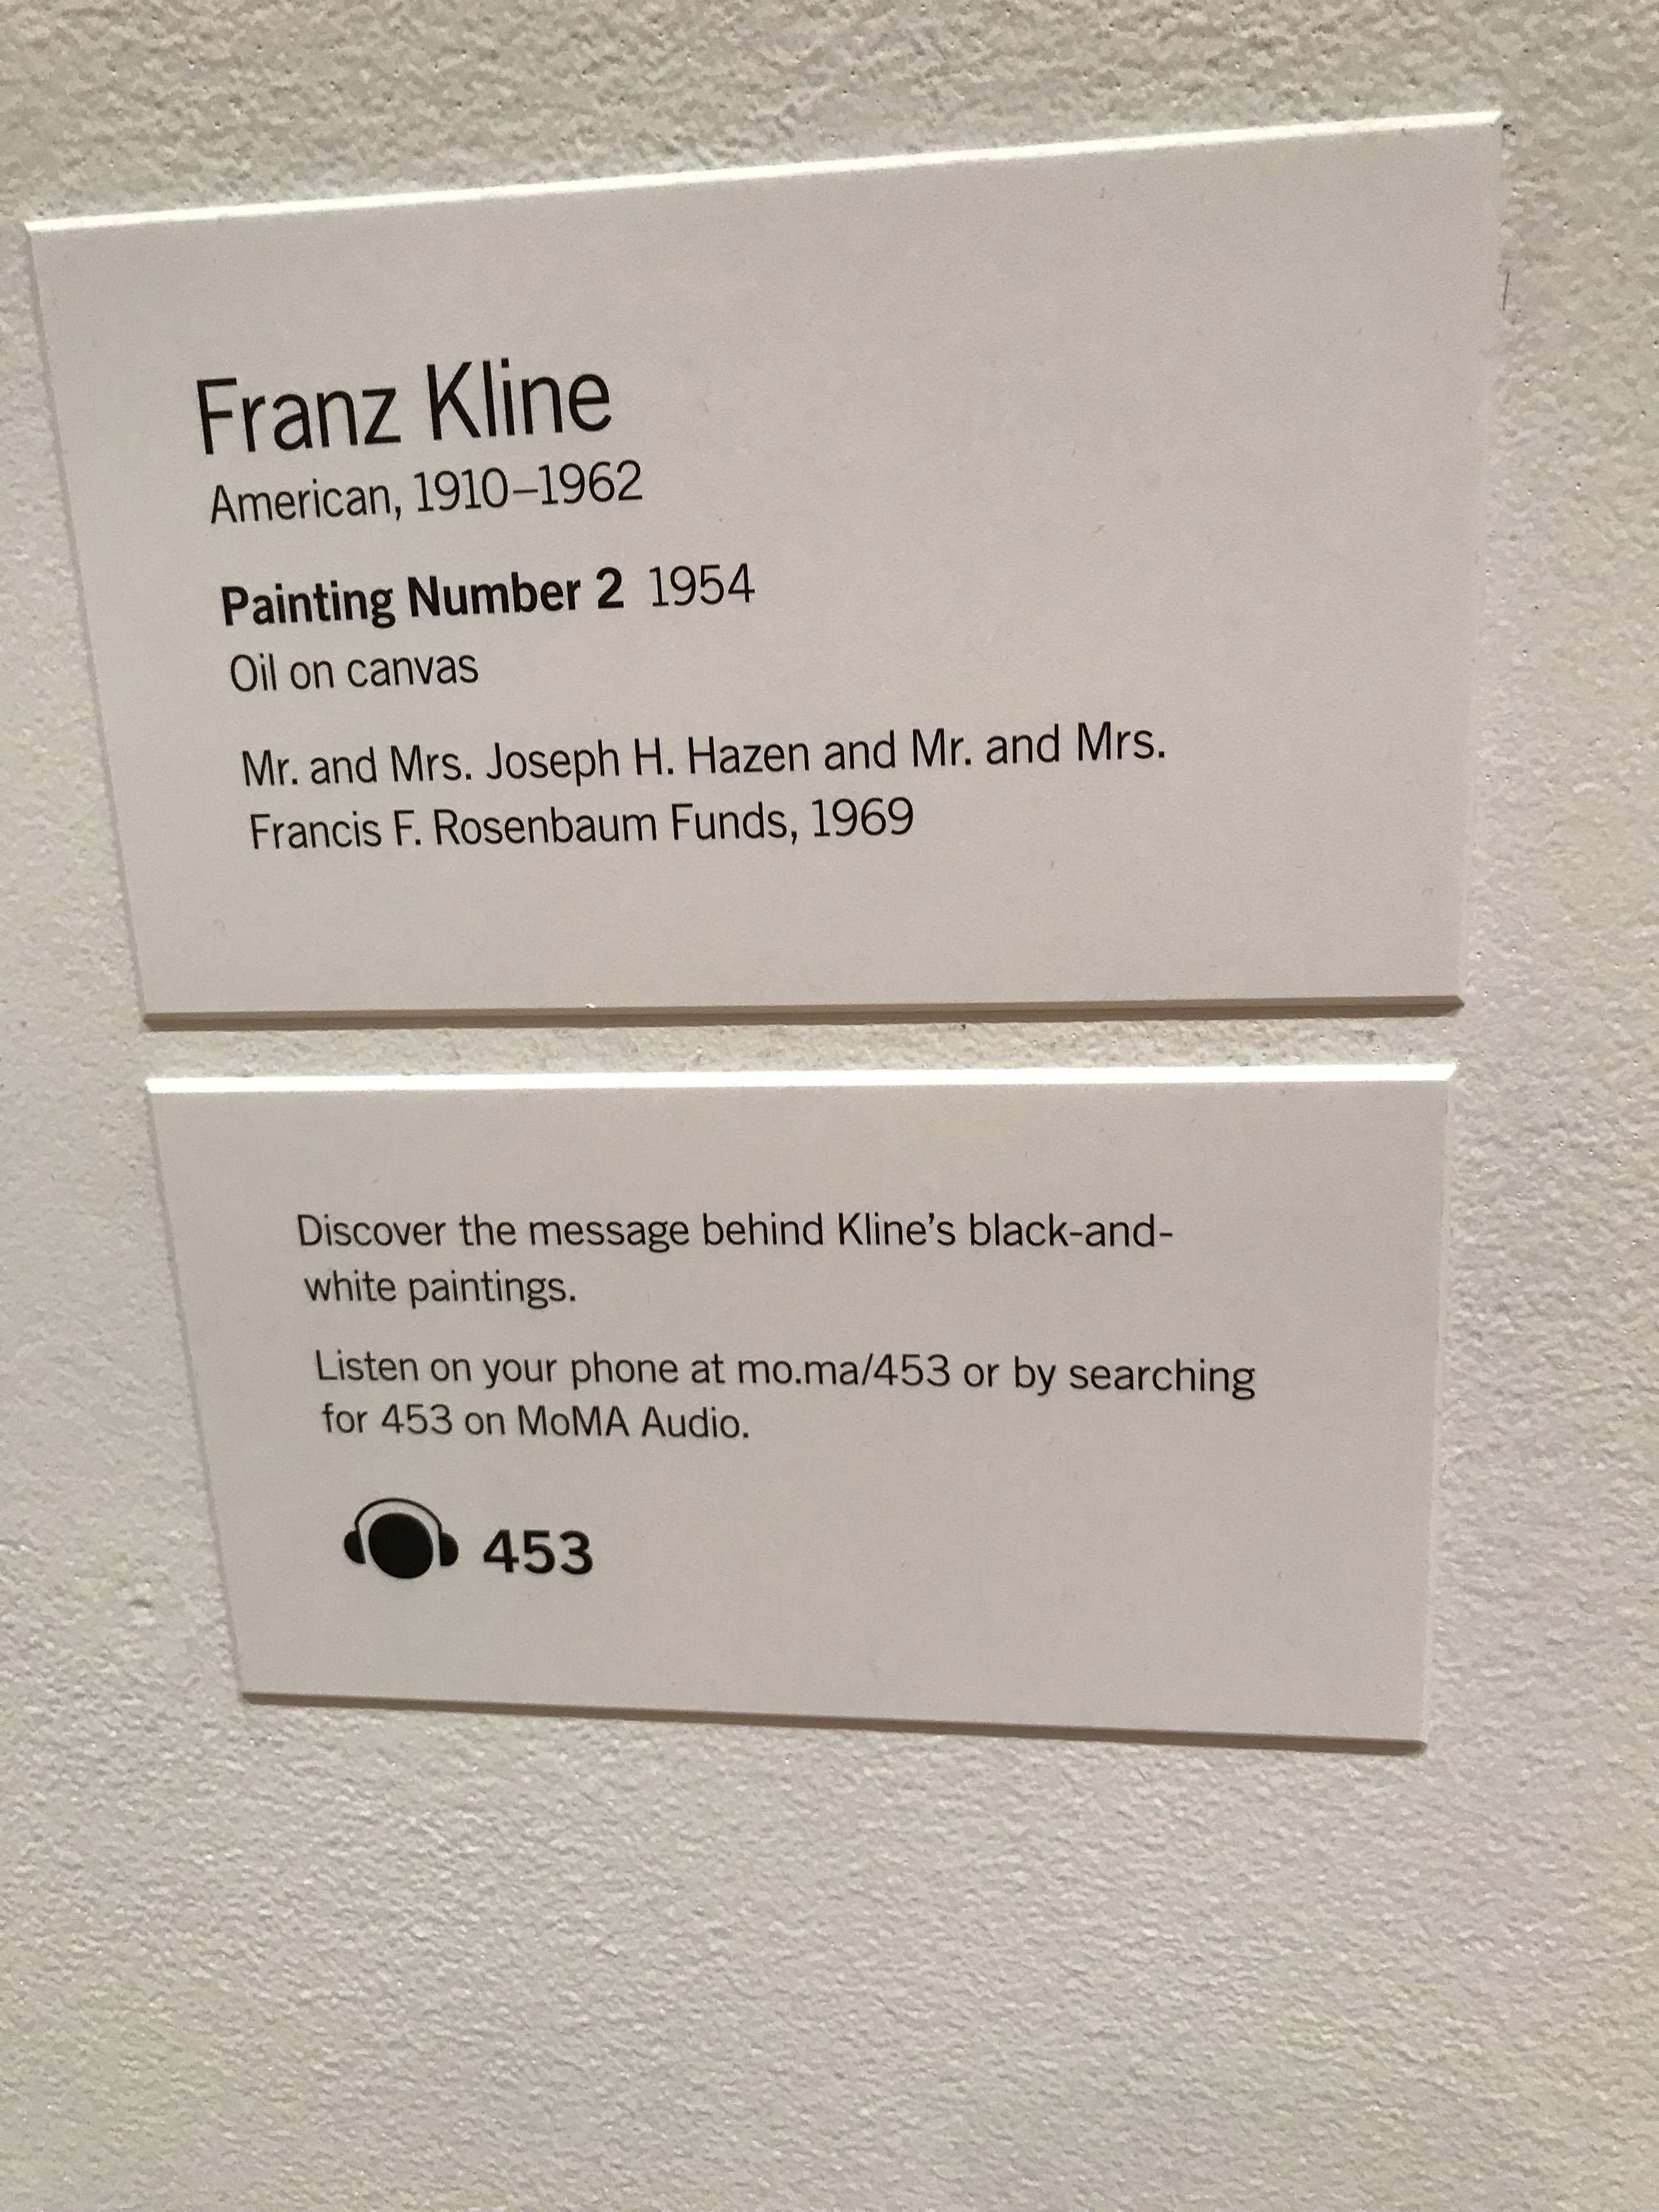 Franz Kline
American, 1910–1962
Painting Number 2 1954
Oil on canvas
Mr. and Mrs. Joseph H. Hazen and Mr. and Mrs.
Francis F. Rosenbaum Funds, 1969
Discover the message behind Kline’s black-and-
white paintings.
Listen on your phone at mo.ma/453 or by searching
for 453 on MoMA Audio.
453